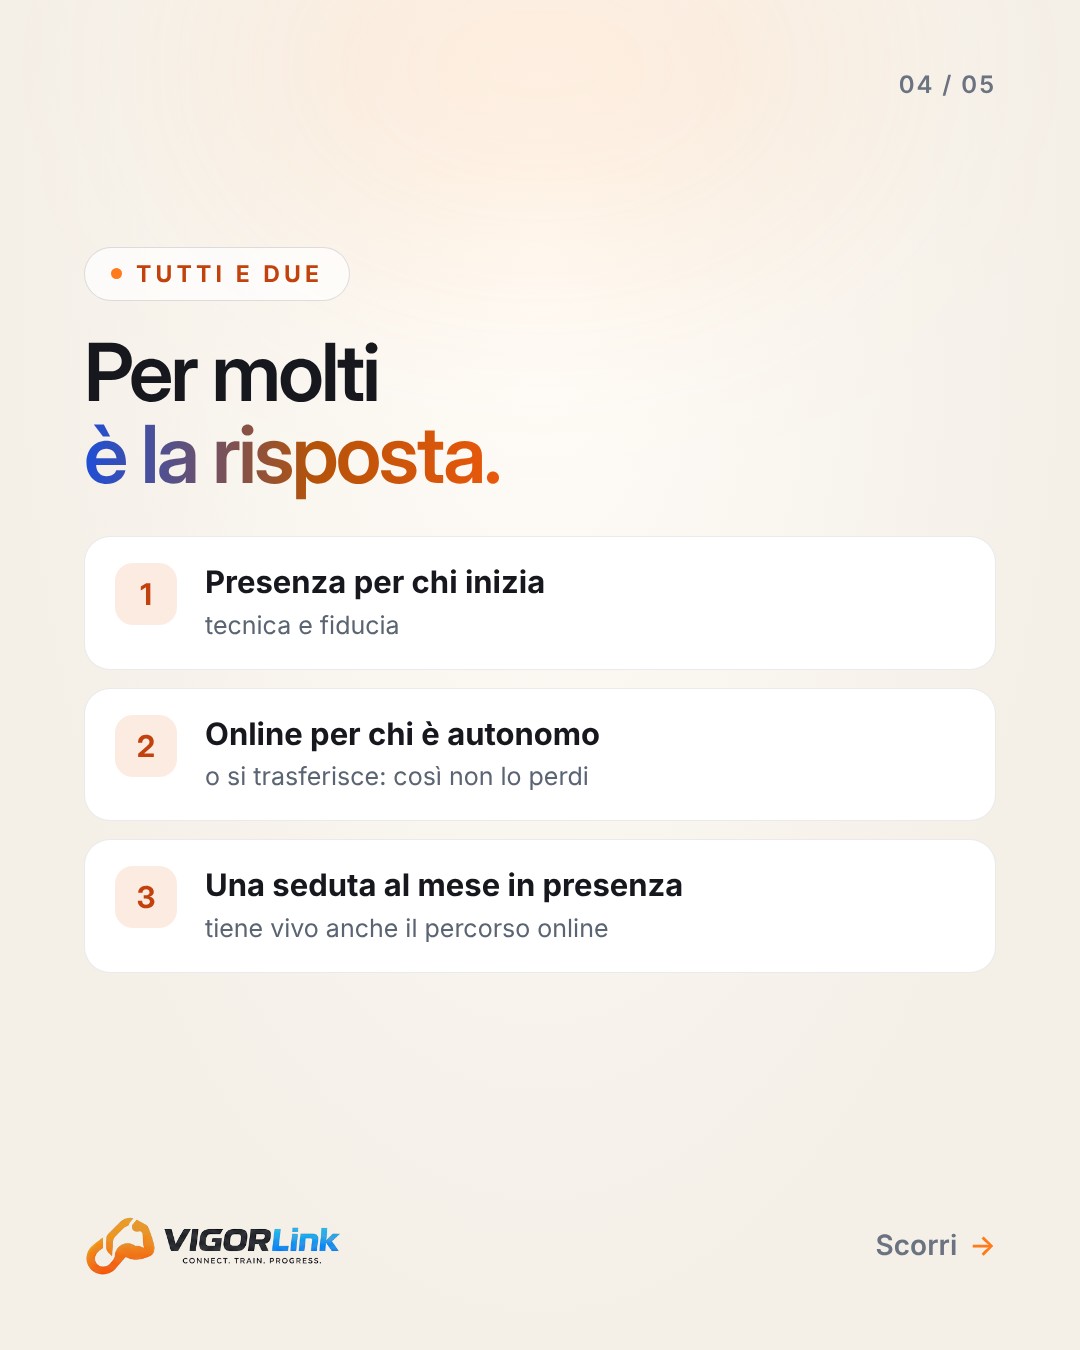 04 / 05
TUTTI E DUE
Per molti
è la risposta.
1
Presenza per chi inizia
tecnica e fiducia
2
Online per chi è autonomo
o si trasferisce: così non lo perdi
3
Una seduta al mese in presenza
tiene vivo anche il percorso online
VIGORLink
CONNECT. TRAIN. PROGRESS.
Scorri →